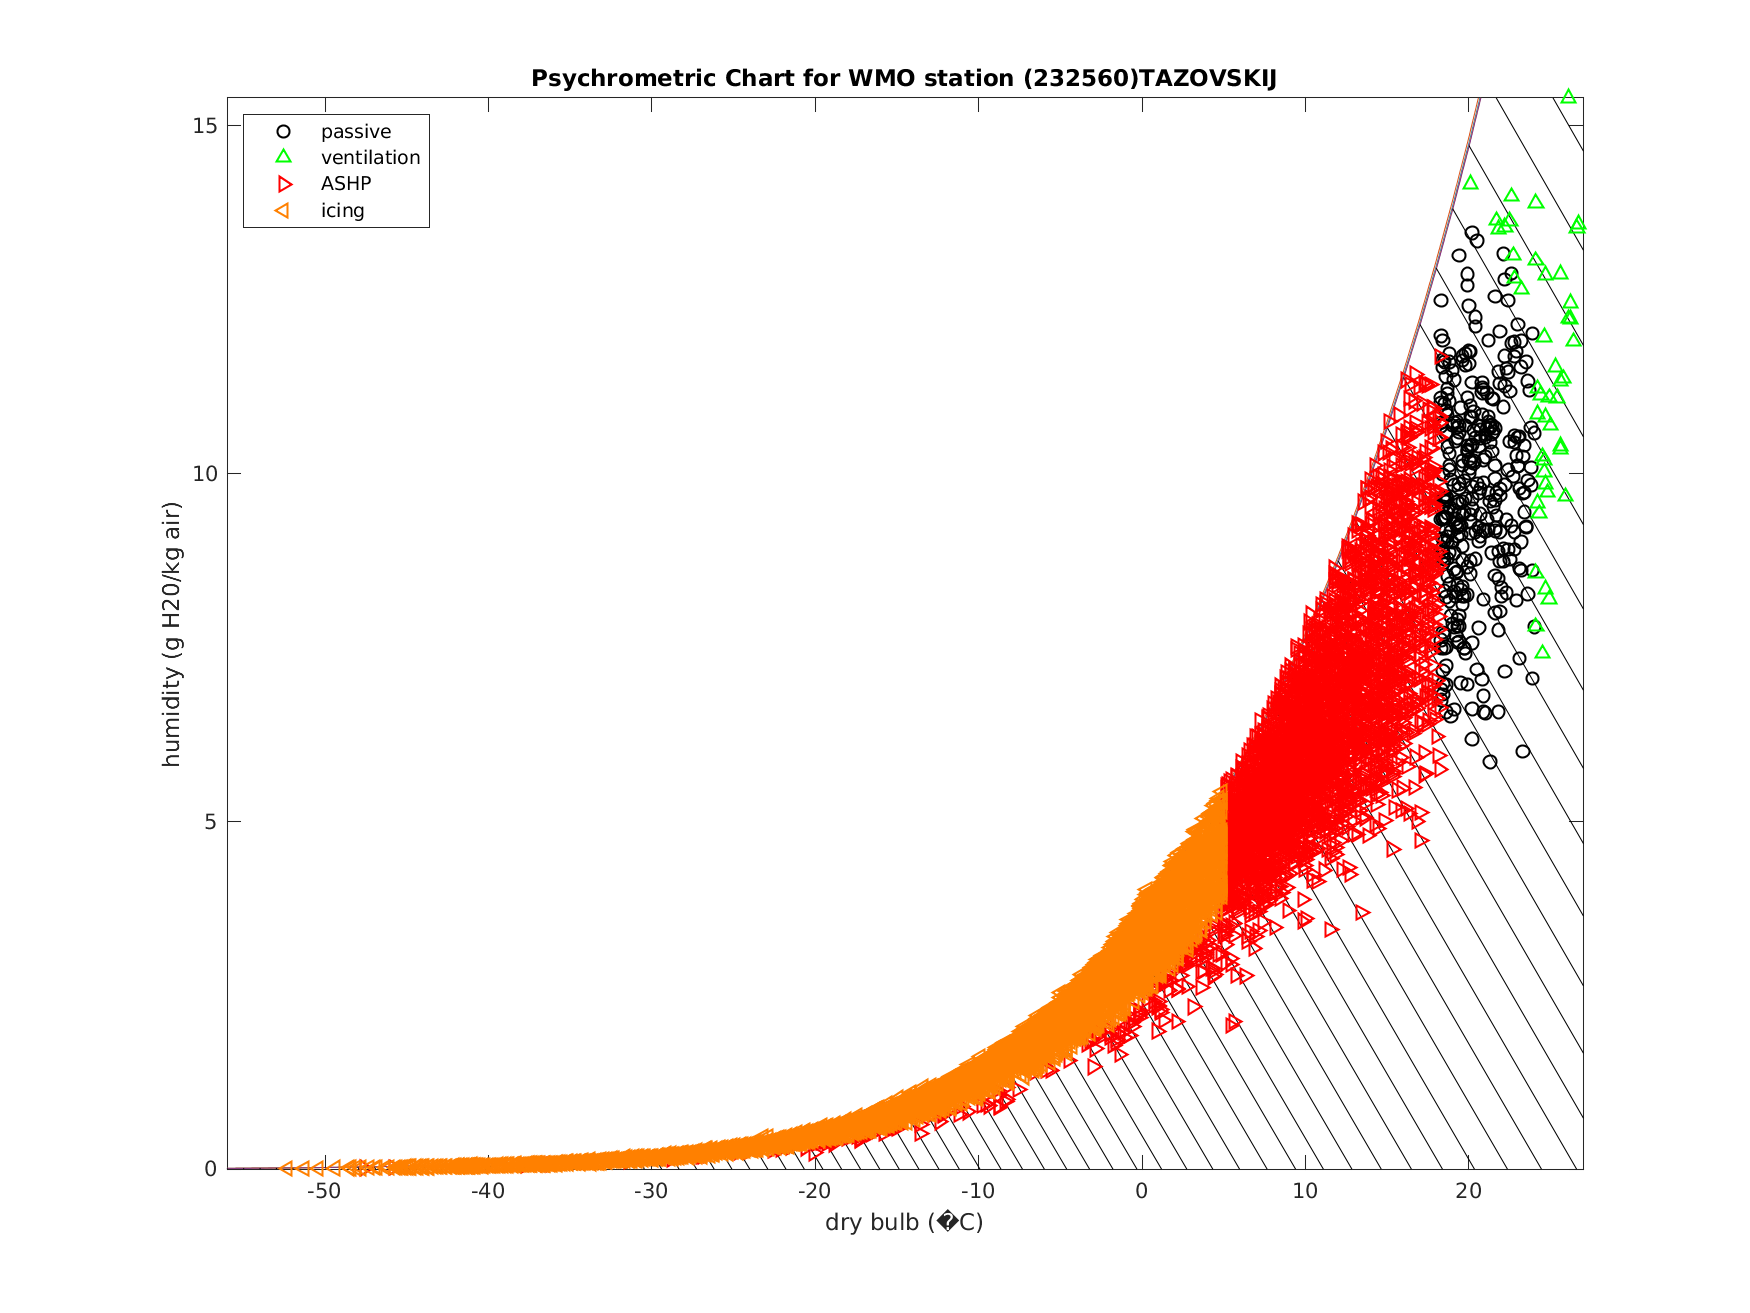 Psychrometric Chart for WMO station (232560)TAZOVSKIJ
passive
ventilation
ASHP
icing
15
10
5
0
humidity (g H20/kg air)
-50 -40 -30 -20 -10 0 10 20
dry bulb (�C)